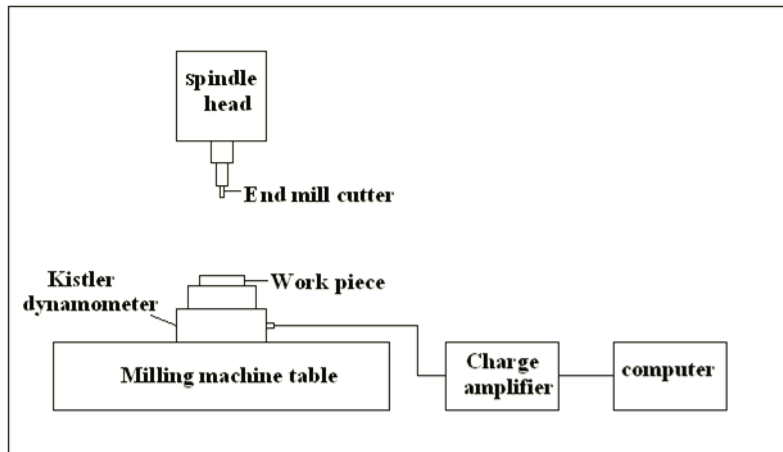 spindle
head
End mill cutter
Kistler
dynamometer
Work piece
Milling machine table
Charge
amplifier
computer